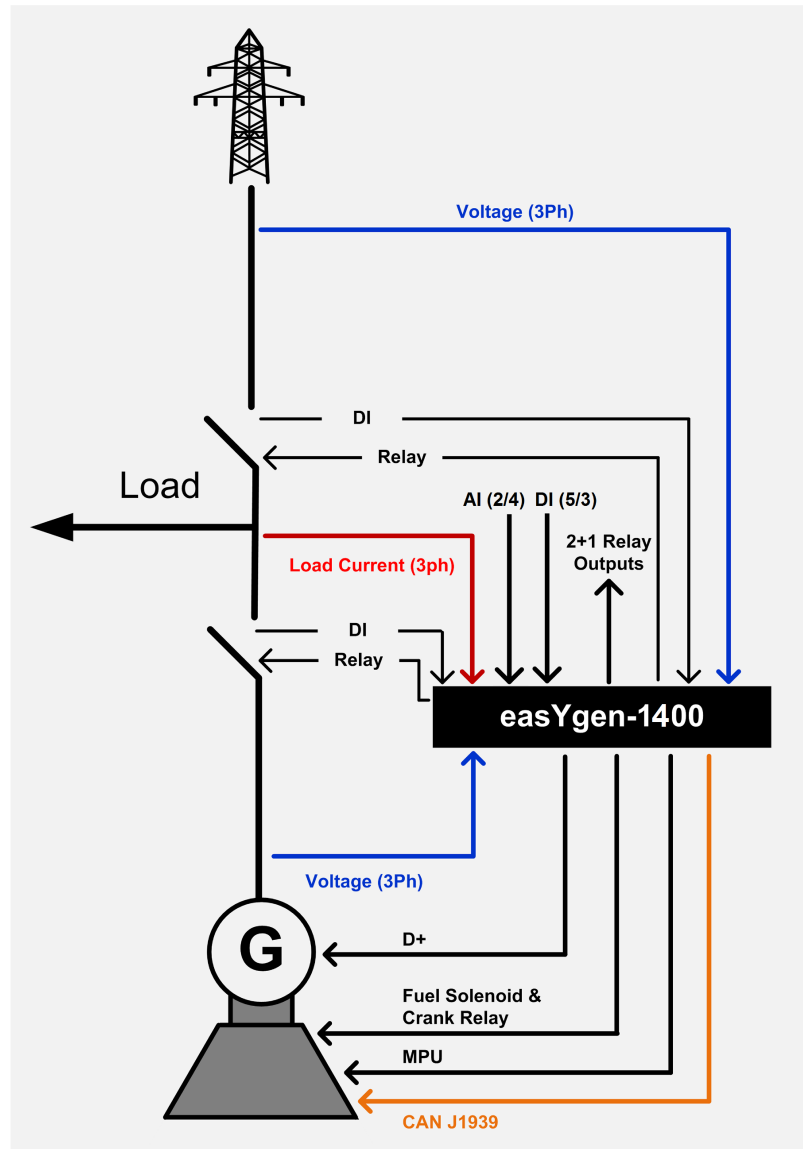 Voltage (3Ph)
DI
Relay
Load
AI (2/4) DI (5/3)
2+1 Relay
Outputs
Load Current (3ph)
DI
Relay
easYgen-1400
Voltage (3Ph)
G
D+
Fuel Solenoid &
Crank Relay
MPU
CAN J1939